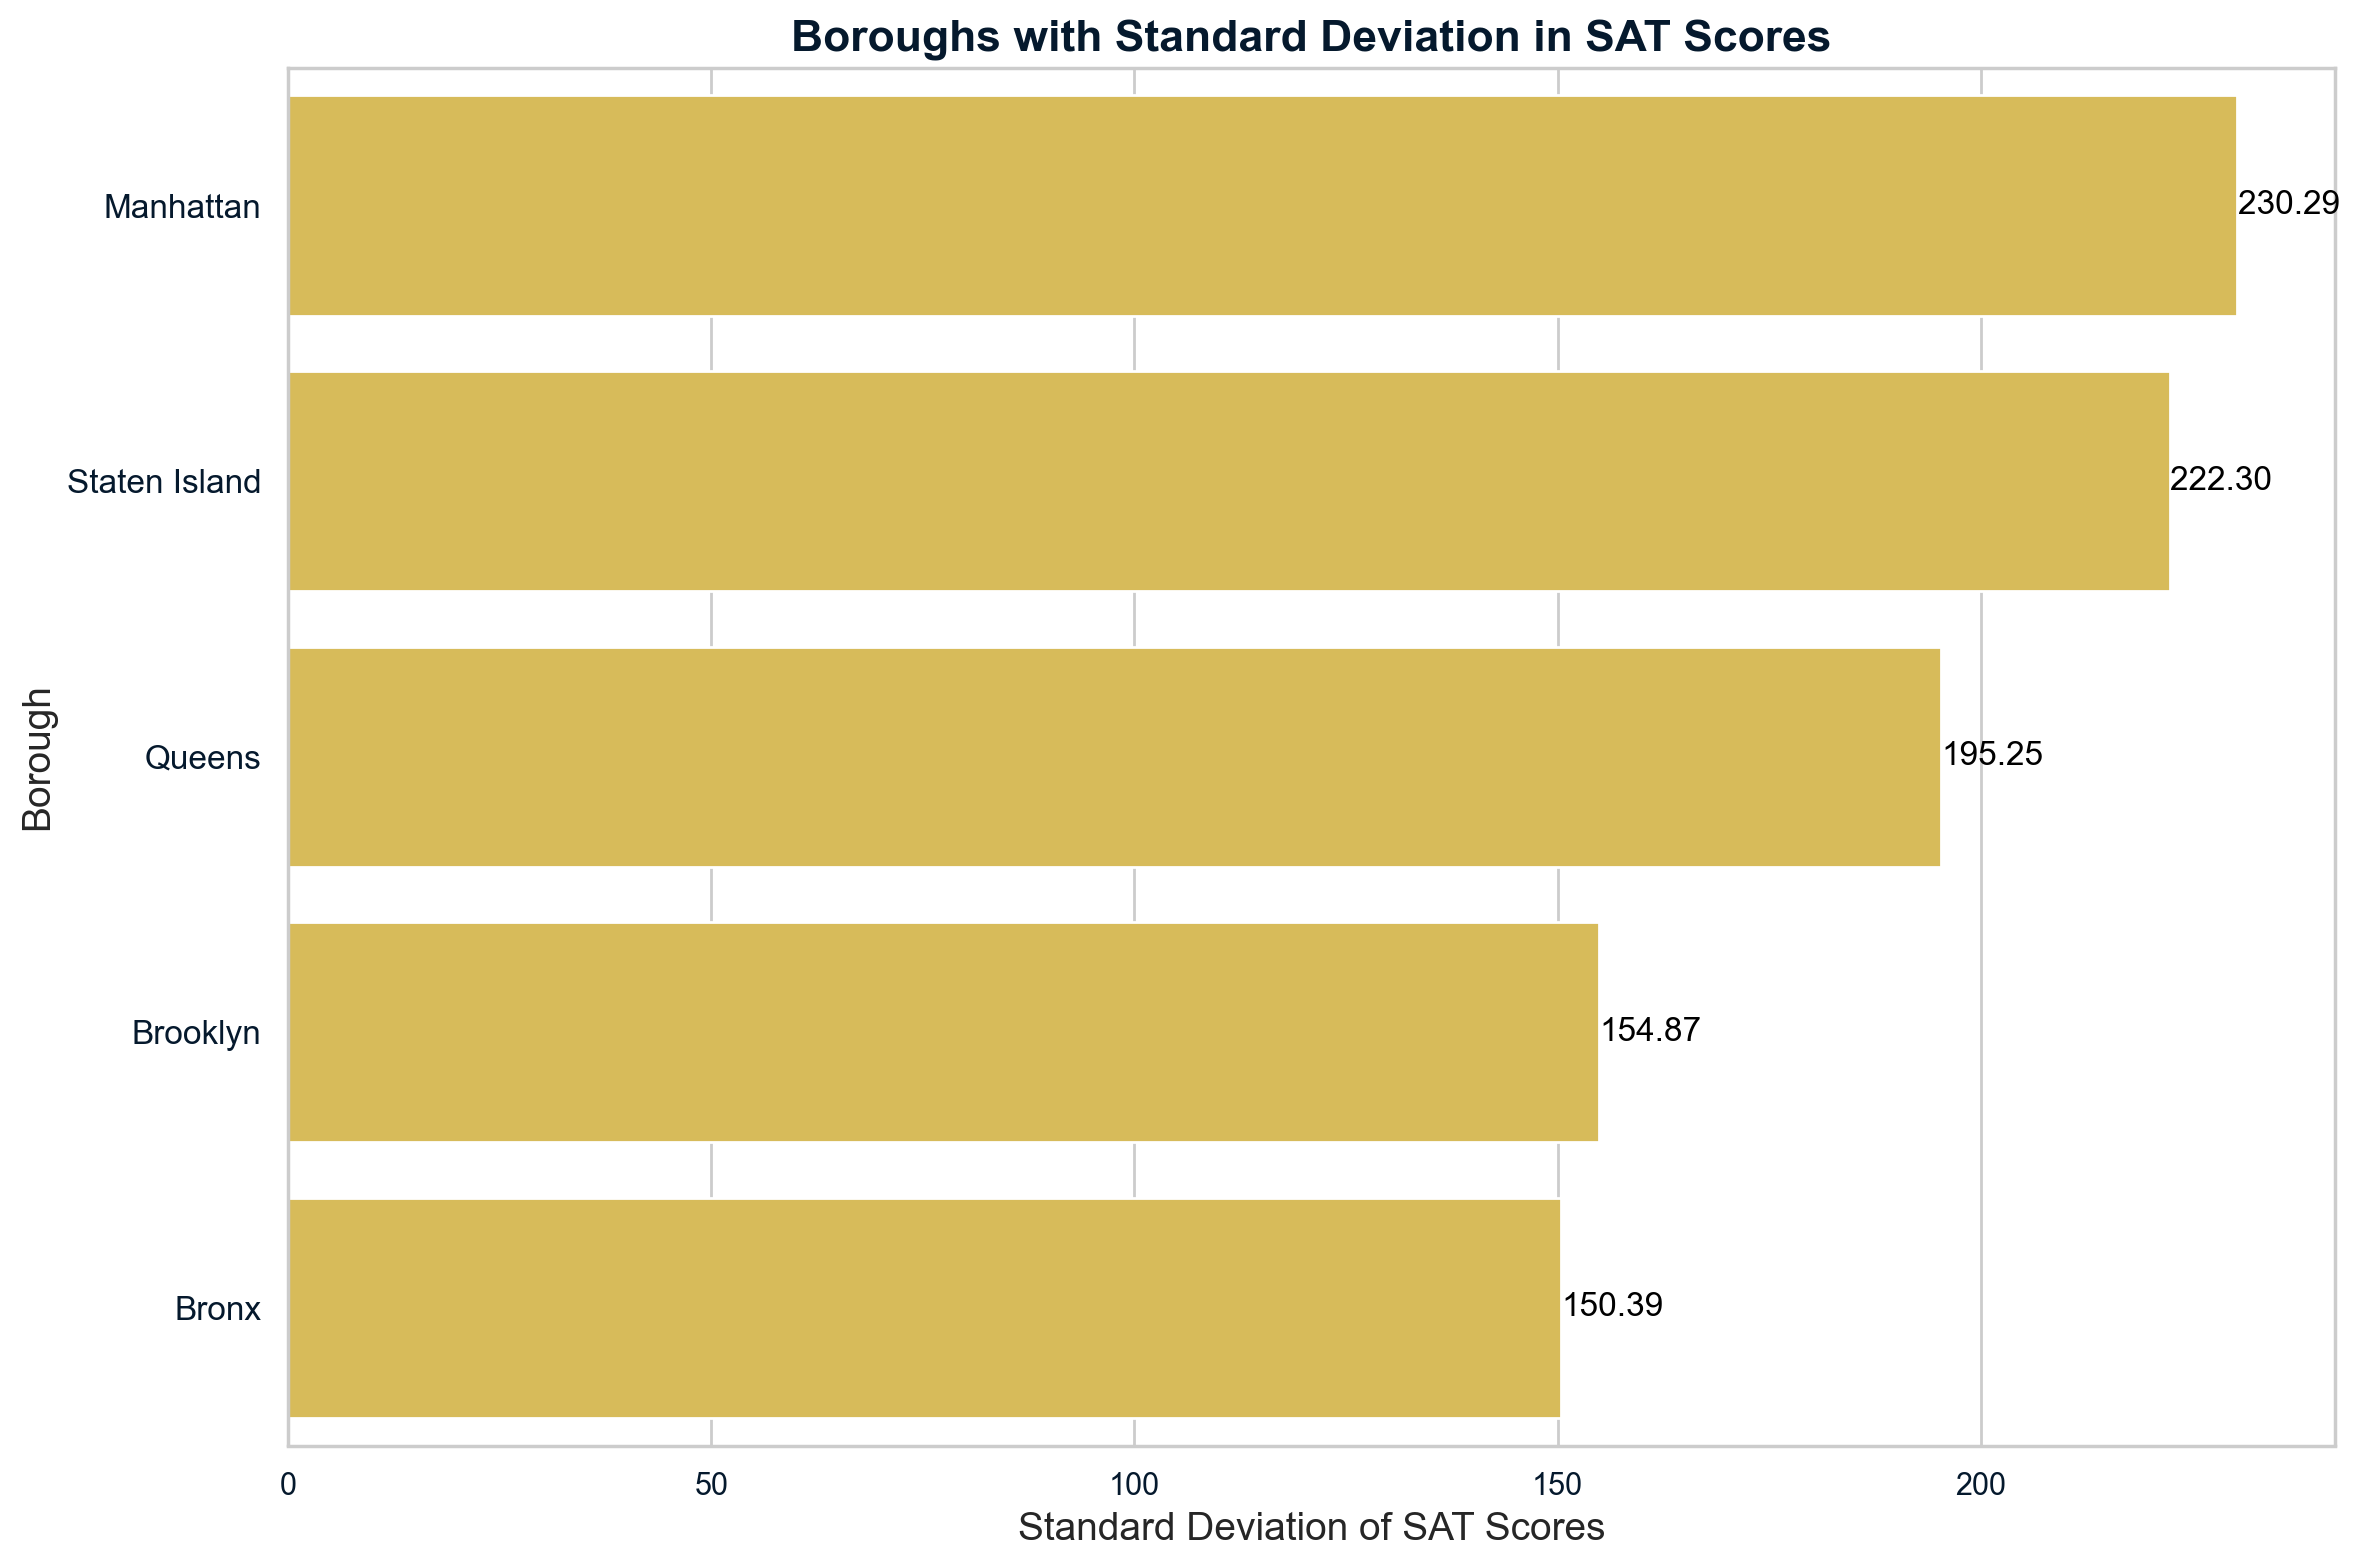 Boroughs with Standard Deviation in SAT Scores
Manhattan
230.29
Staten Island
222.30
Queens
195.25
Brooklyn
154.87
Bronx
150.39
Borough
0
50
100
150
200
Standard Deviation of SAT Scores